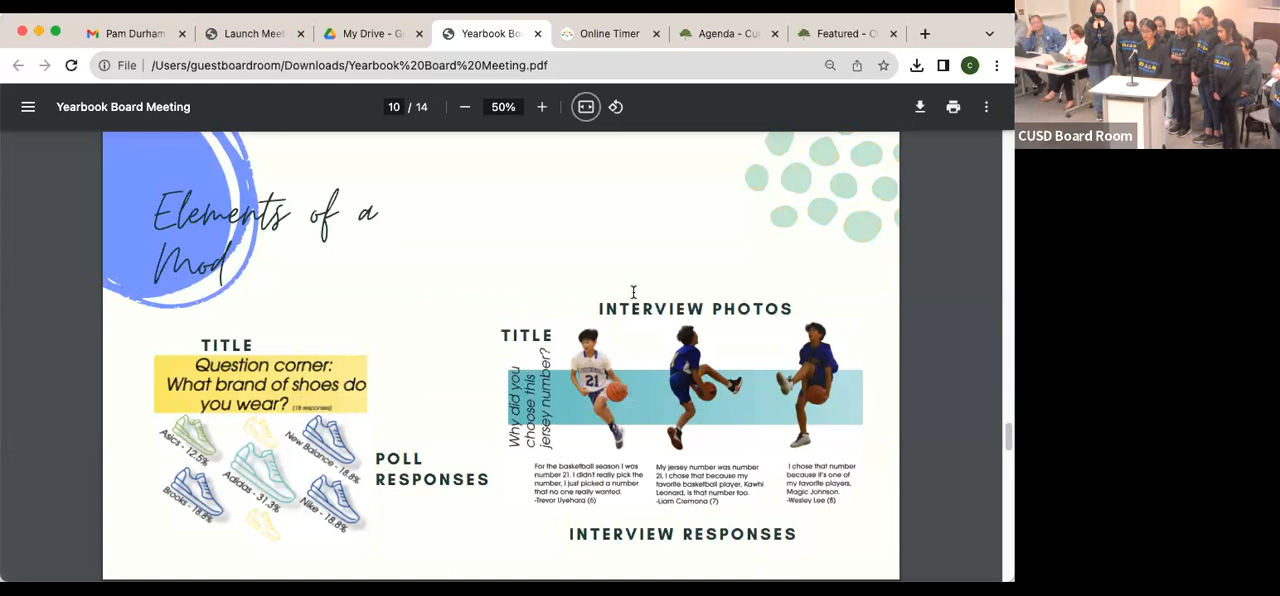 Pam Durham
Launch Meet
My Drive - G
Yearbook Bo
Online Timer
Agenda - Cu
Featured - C
File
/Users/guestboardroom/Downloads/Yearbook%20Board%20Meeting.pdf
C
Yearbook Board Meeting
10 / 14
50%
CUSD Board Room
Elements of a
Mod
TITLE
Question corner:
What brand of shoes do
you wear? (18 responses)
Asics - 12.5%
New Balance - 18.8%
Adidas - 31.3%
Brooks - 18.8%
Nike - 18.8%
POLL
RESPONSES
INTERVIEW PHOTOS
TITLE
Why did you
choose this
jersey number?
21
For the basketball season I was
number 21. I didn't really pick the
number, I just picked a number
that no one really wanted.
-Trevor Uyehara (6)
My jersey number was number
21, I chose that because my
favorite basketball player, Kawhi
Leonard, is that number too.
-Liam Cremona (7)
I chose that number
because it's one of
my favorite players,
Magic Johnson.
-Wesley Lee (8)
INTERVIEW RESPONSES